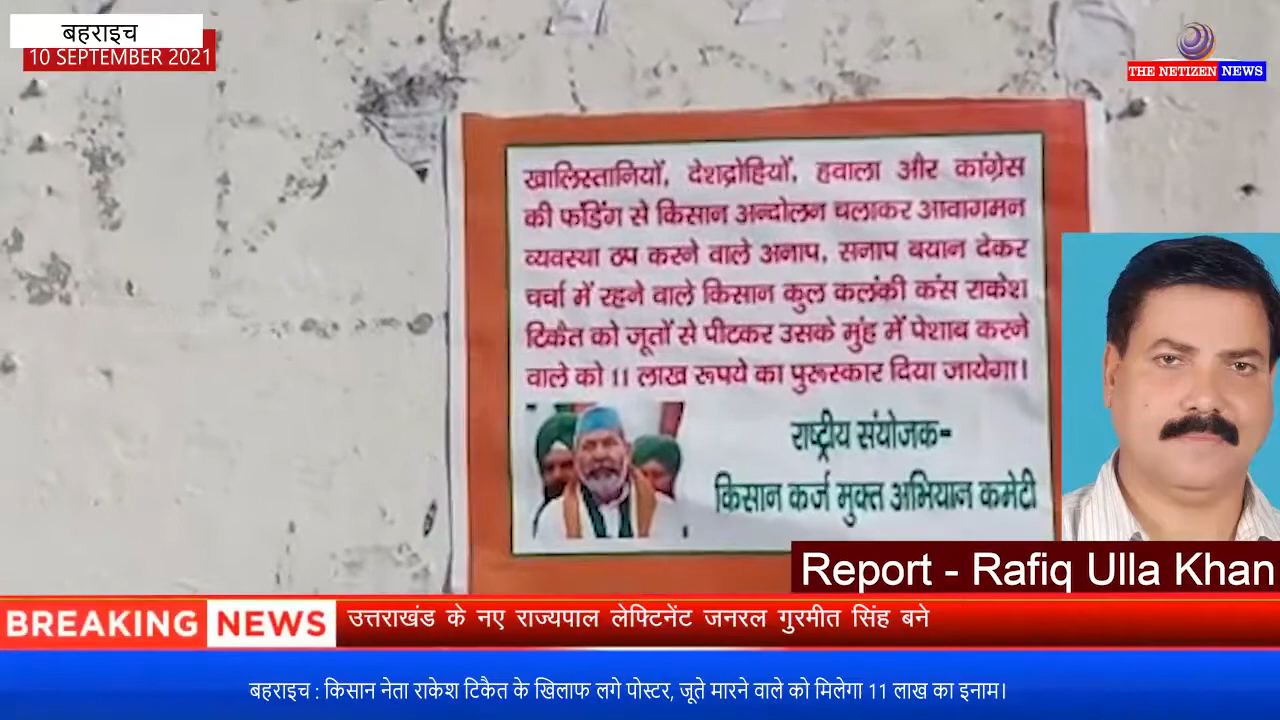 बहराइच
10 SEPTEMBER 2021
THE NETIZEN NEWS
खालिस्तानियों, देशद्रोहियों, हवाला और कांग्रेस
की फंडिंग से किसान अन्दोलन चलाकर आवागमन
व्यवस्था ठप करने वाले अनाप, सनाप बयान देकर
चर्चा में रहने वाले किसान कुल कलंकी कंस राकेश
टिकैत को जूतों से पीटकर उसके मुंह में पेशाब करने
वाले को 11 लाख रूपये का पुरूस्कार दिया जायेगा।
राष्ट्रीय संयोजक-
किसान कर्ज मुक्त अभियान कमेटी
Report - Rafiq Ulla Khan
BREAKING NEWS
उत्तराखंड के नए राज्यपाल लेफ्टिनेंट जनरल गुरमीत सिंह बने
बहराइच : किसान नेता राकेश टिकैत के खिलाफ लगे पोस्टर, जूते मारने वाले को मिलेगा 11 लाख का इनाम।